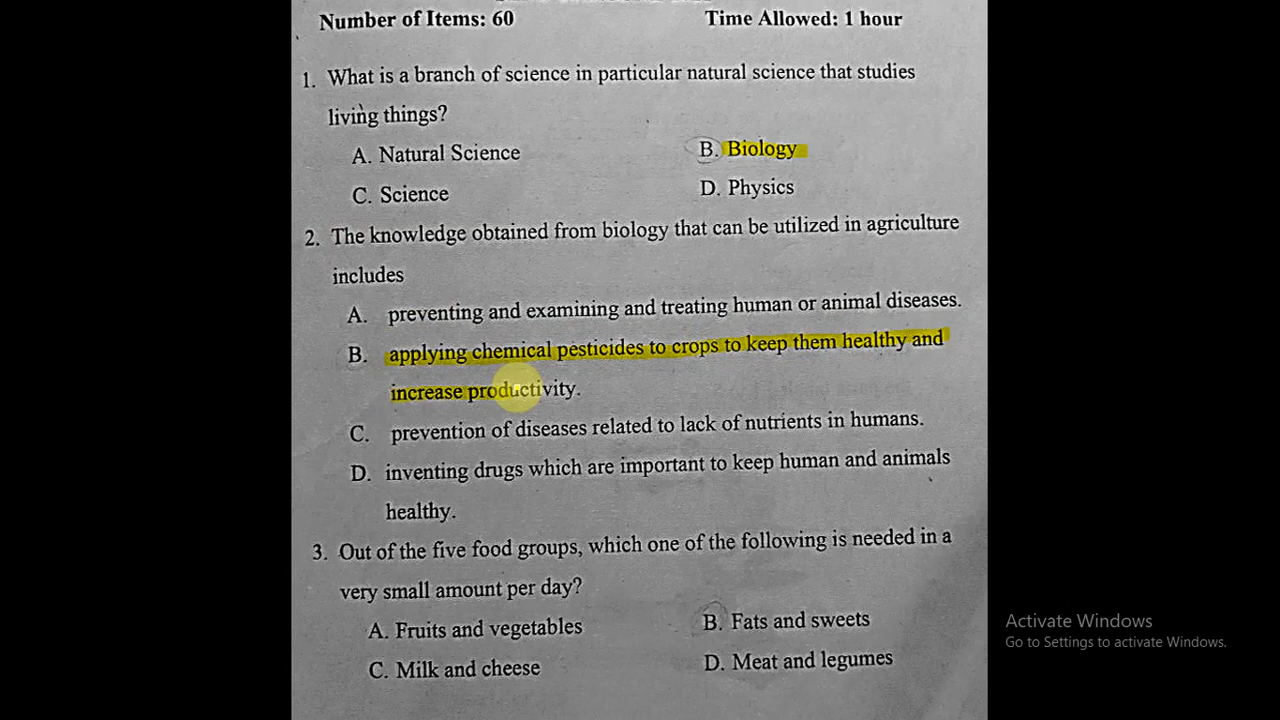 Number of Items: 60 Time Allowed: 1 hour
1. What is a branch of science in particular natural science that studies
living things?
A. Natural Science B. Biology
C. Science D. Physics
2. The knowledge obtained from biology that can be utilized in agriculture
includes
A. preventing and examining and treating human or animal diseases.
B. applying chemical pesticides to crops to keep them healthy and
increase productivity.
C. prevention of diseases related to lack of nutrients in humans.
D. inventing drugs which are important to keep human and animals
healthy.
3. Out of the five food groups, which one of the following is needed in a
very small amount per day?
A. Fruits and vegetables B. Fats and sweets
C. Milk and cheese D. Meat and legumes
Activate Windows
Go to Settings to activate Windows.